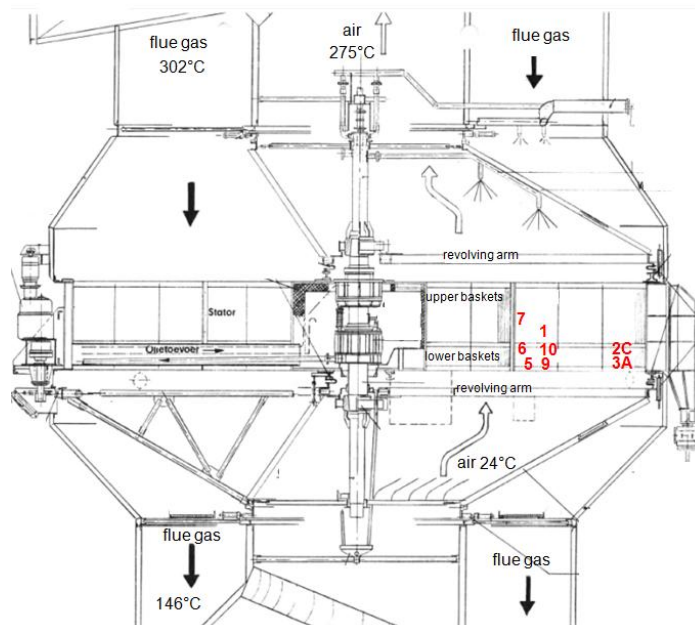 flue gas
302°C
air
275°C
flue gas
revolving arm
upper baskets
Stator
7
1
6 10 2C
Olietoevoer
lower baskets
5 9 3A
revolving arm
air 24°C
flue gas
146°C
flue gas